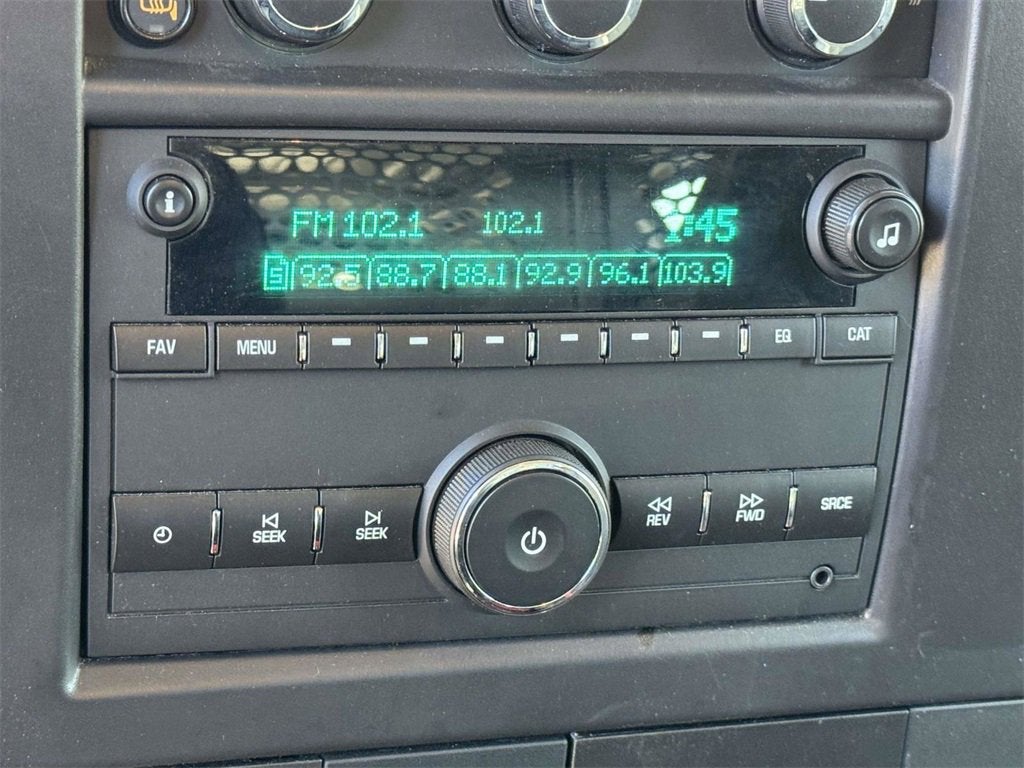 i
FM 102.1 102.1 1:45
5 92.5 88.7 88.1 92.9 96.1 103.9
FAV MENU EQ CAT
SEEK SEEK REV FWD SRCE